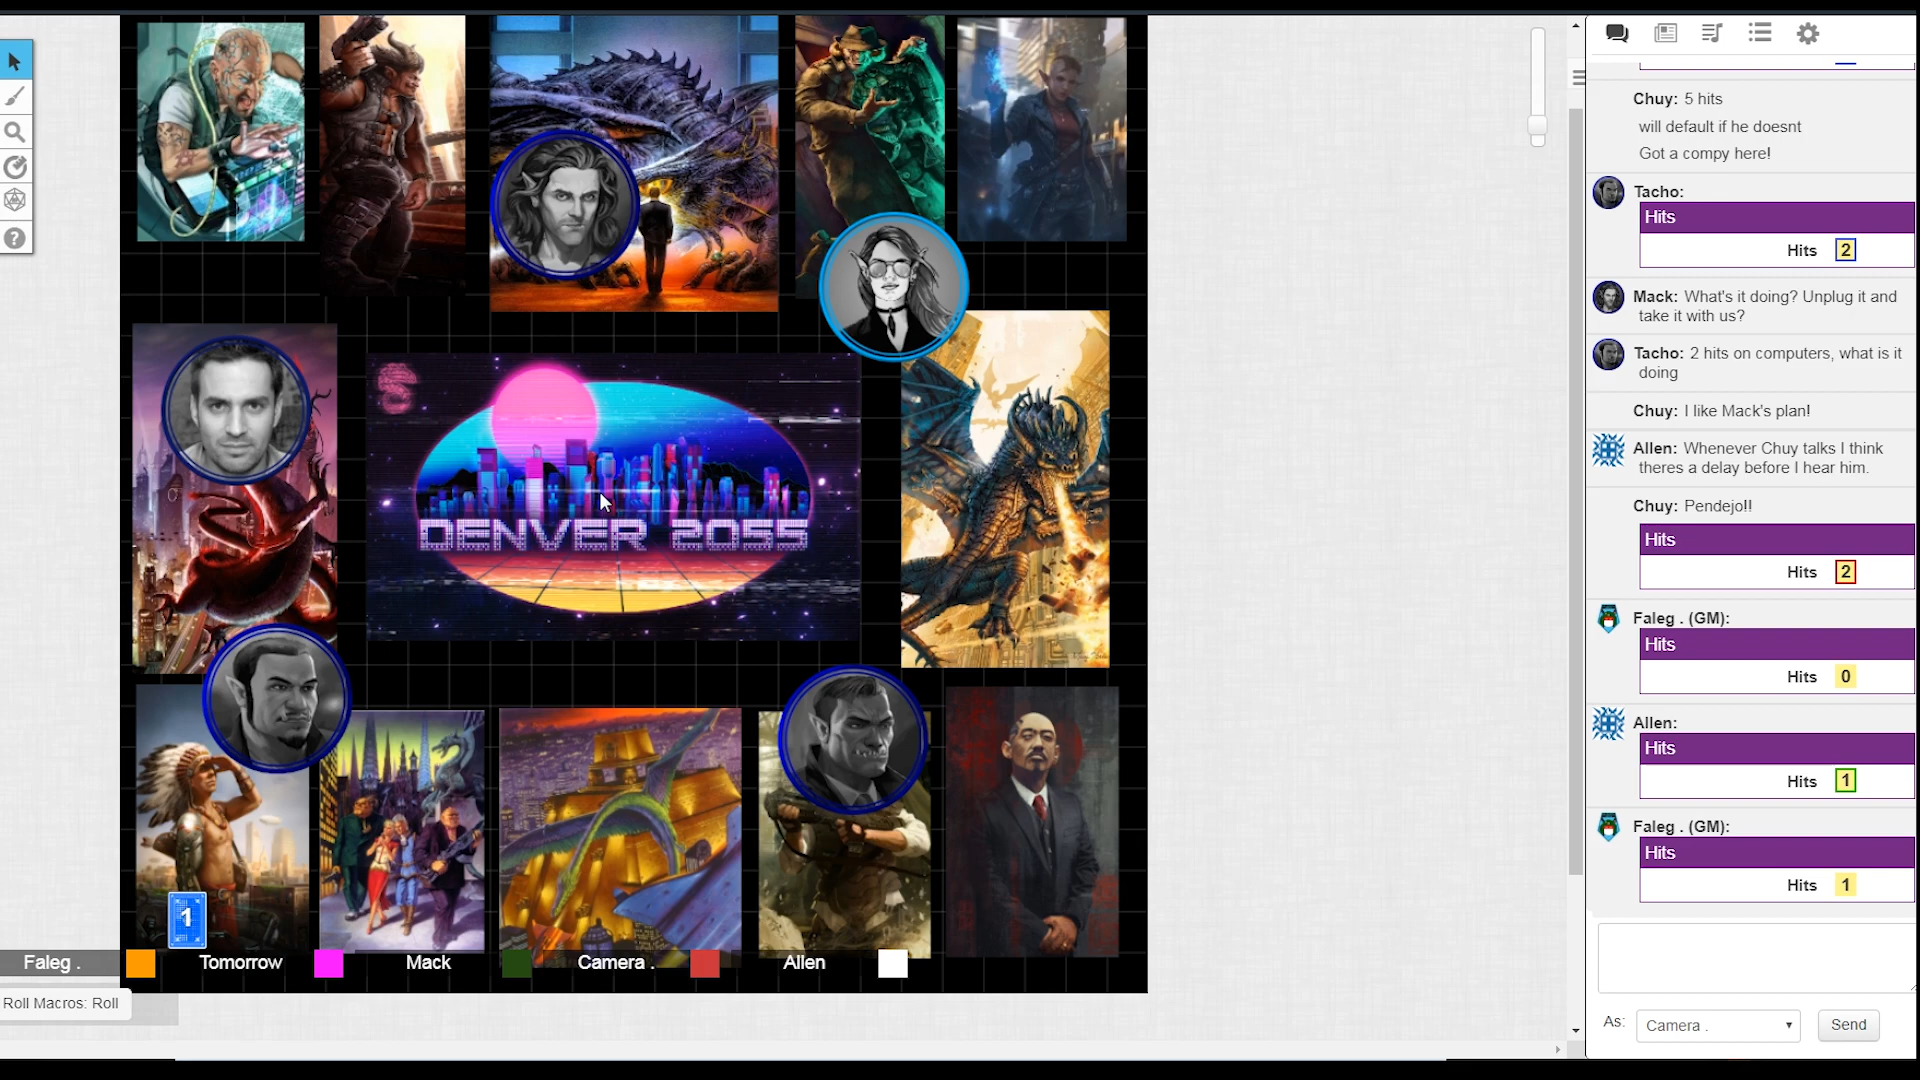 DENVER 2055
1
Faleg .
Tomorrow
Mack
Camera .
Allen
Roll Macros: Roll
Chuy: 5 hits
will default if he doesnt
Got a compy here!
Tacho:
Hits
Hits 2
Mack: What's it doing? Unplug it and
take it with us?
Tacho: 2 hits on computers, what is it
doing
Chuy: I like Mack's plan!
Allen: Whenever Chuy talks I think
theres a delay before I hear him.
Chuy: Pendejo!!
Hits
Hits 2
Faleg . (GM):
Hits
Hits 0
Allen:
Hits
Hits 1
Faleg . (GM):
Hits
Hits 1
As: Camera .
Send